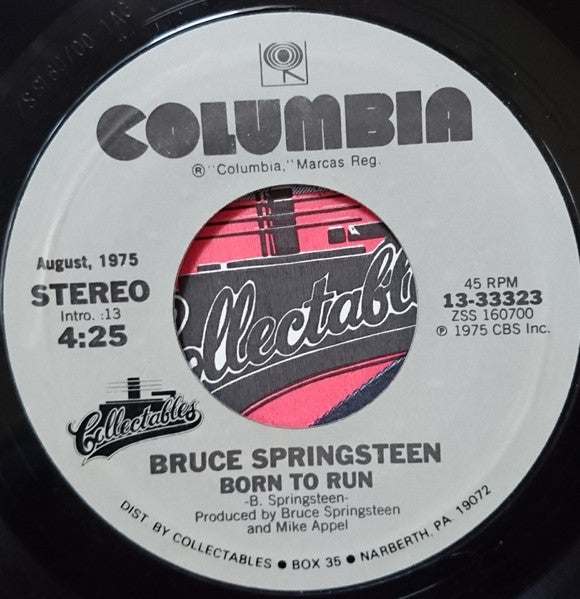 COLUMBIA
® "Columbia," Marcas Reg.
August, 1975
STEREO
Intro. :13
4:25
45 RPM
13-33323
ZSS 160700
℗ 1975 CBS Inc.
Collectables
BRUCE SPRINGSTEEN
BORN TO RUN
-B. Springsteen-
Produced by Bruce Springsteen
and Mike Appel
DIST BY COLLECTABLES ● BOX 35 ● NARBERTH, PA 19072